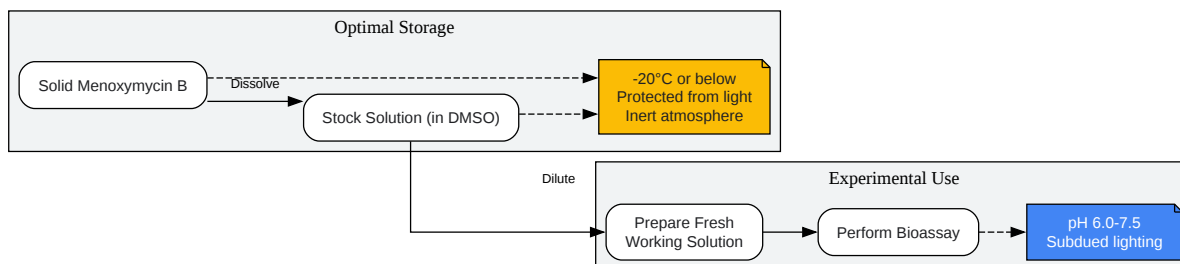 Optimal Storage
Solid Menoxymycin B
Dissolve
Stock Solution (in DMSO)
-20°C or below
Protected from light
Inert atmosphere
Dilute
Experimental Use
Prepare Fresh
Working Solution
Perform Bioassay
pH 6.0-7.5
Subdued lighting